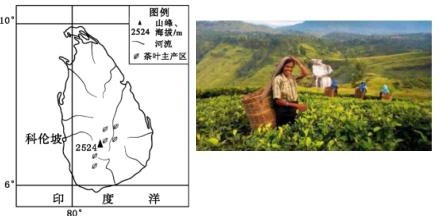 10°
图例
▲ 山峰、
2524 海拔/m
河流
茶叶主产区
科伦坡
2524
6°
印 度 洋
80°